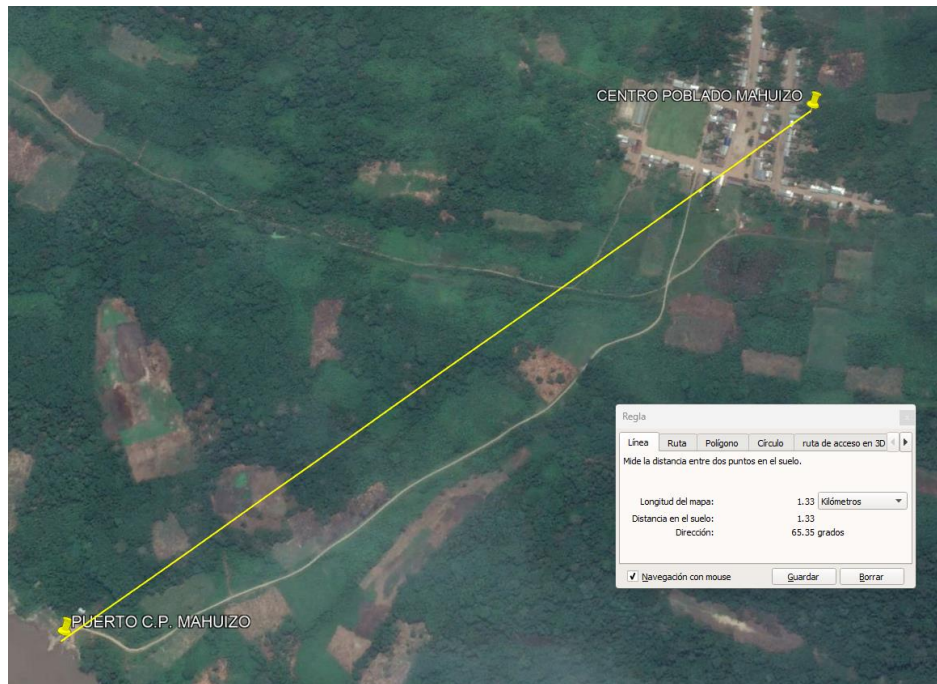 CENTRO POBLADO MAHUIZO
Regla
Línea Ruta Polígono Círculo ruta de acceso en 3D
Mide la distancia entre dos puntos en el suelo.
Longitud del mapa: 1.33 Kilómetros
Distancia en el suelo: 1.33
Dirección: 65.35 grados
Navegación con mouse Guardar Borrar
PUERTO C.P. MAHUIZO